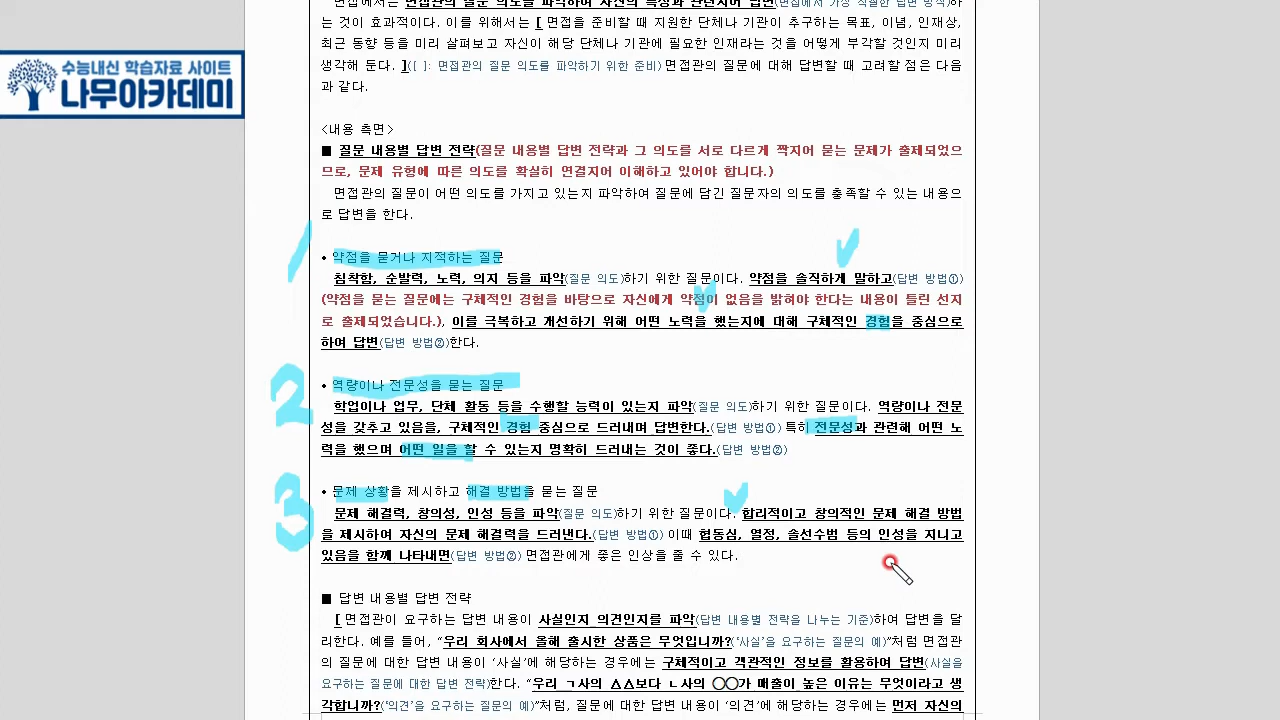 면접에서는 면접관의 질문 의도를 파악하여 자신의 특성과 관련지어 답변(면접에서 가장 적절한 답변 방식)하
는 것이 효과적이다. 이를 위해서는 [ 면접을 준비할 때 지원한 단체나 기관이 추구하는 목표, 이념, 인재상,
최근 동향 등을 미리 살펴보고 자신이 해당 단체나 기관에 필요한 인재라는 것을 어떻게 부각할 것인지 미리
생각해 둔다. ]([ ]: 면접관의 질문 의도를 파악하기 위한 준비) 면접관의 질문에 대해 답변할 때 고려할 점은 다음
과 같다.
수능내신 학습자료 사이트
나무아카데미
<내용 측면>
■ 질문 내용별 답변 전략(질문 내용별 답변 전략과 그 의도를 서로 다르게 짝지어 묻는 문제가 출제되었으
므로, 문제 유형에 따른 의도를 확실히 연결지어 이해하고 있어야 합니다.)
면접관의 질문이 어떤 의도를 가지고 있는지 파악하여 질문에 담긴 질문자의 의도를 충족할 수 있는 내용으
로 답변을 한다.
1
• 약점을 묻거나 지적하는 질문
침착함, 순발력, 노력, 의지 등을 파악(질문 의도)하기 위한 질문이다. 약점을 솔직하게 말하고(답변 방법①)
(약점을 묻는 질문에는 구체적인 경험을 바탕으로 자신에게 약점이 없음을 밝혀야 한다는 내용이 틀린 선지
로 출제되었습니다.), 이를 극복하고 개선하기 위해 어떤 노력을 했는지에 대해 구체적인 경험을 중심으로
하여 답변(답변 방법②)한다.
2
• 역량이나 전문성을 묻는 질문
학업이나 업무, 단체 활동 등을 수행할 능력이 있는지 파악(질문 의도)하기 위한 질문이다. 역량이나 전문
성을 갖추고 있음을, 구체적인 경험 중심으로 드러내며 답변한다.(답변 방법①) 특히 전문성과 관련해 어떤 노
력을 했으며 어떤 일을 할 수 있는지 명확히 드러내는 것이 좋다.(답변 방법②)
3
• 문제 상황을 제시하고 해결 방법을 묻는 질문
문제 해결력, 창의성, 인성 등을 파악(질문 의도)하기 위한 질문이다. 합리적이고 창의적인 문제 해결 방법
을 제시하며 자신의 문제 해결력을 드러낸다.(답변 방법①) 이때 협동심, 열정, 솔선수범 등의 인성을 지니고
있음을 함께 나타내면(답변 방법②) 면접관에게 좋은 인상을 줄 수 있다.
■ 답변 내용별 답변 전략
[ 면접관이 요구하는 답변 내용이 사실인지 의견인지를 파악(답변 내용별 전략을 나누는 기준)하여 답변을 달
리한다. 예를 들어, “우리 회사에서 올해 출시한 상품은 무엇입니까?(‘사실’을 요구하는 질문의 예)”처럼 면접관
의 질문에 대한 답변 내용이 ‘사실’에 해당하는 경우에는 구체적이고 객관적인 정보를 활용하여 답변(사실을
요구하는 질문에 대한 답변 전략)한다. “우리 ㄱ사의 △△보다 ㄴ사의 ○○가 매출이 높은 이유는 무엇이라고 생
각합니까?(‘의견’을 요구하는 질문의 예)”처럼, 질문에 대한 답변 내용이 ‘의견’에 해당하는 경우에는 먼저 자신의